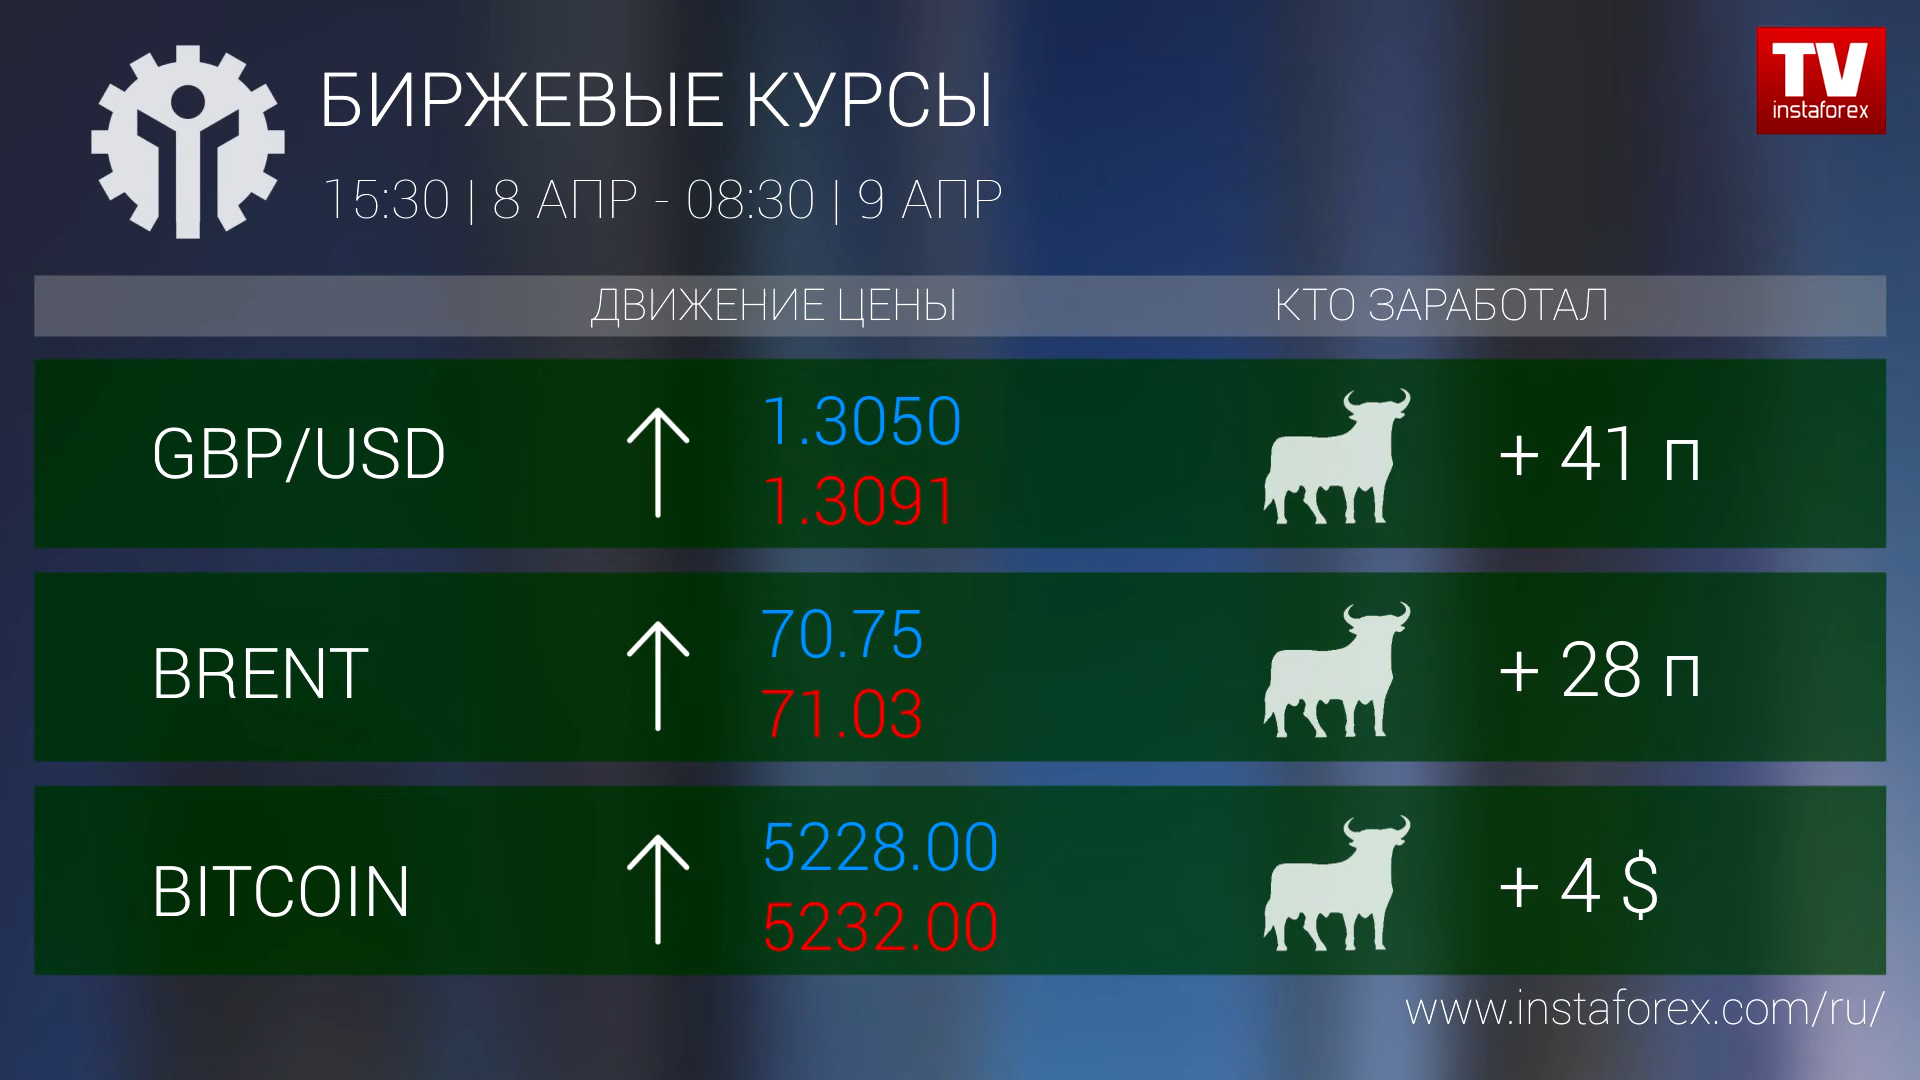 БИРЖЕВЫЕ КУРСЫ
15:30 | 8 АПР - 08:30 | 9 АПР
TV
instaforex
ДВИЖЕНИЕ ЦЕНЫ КТО ЗАРАБОТАЛ
GBP/USD 1.3050 + 41 п
1.3091
BRENT 70.75 + 28 п
71.03
BITCOIN 5228.00 + 4 $
5232.00
www.instaforex.com/ru/